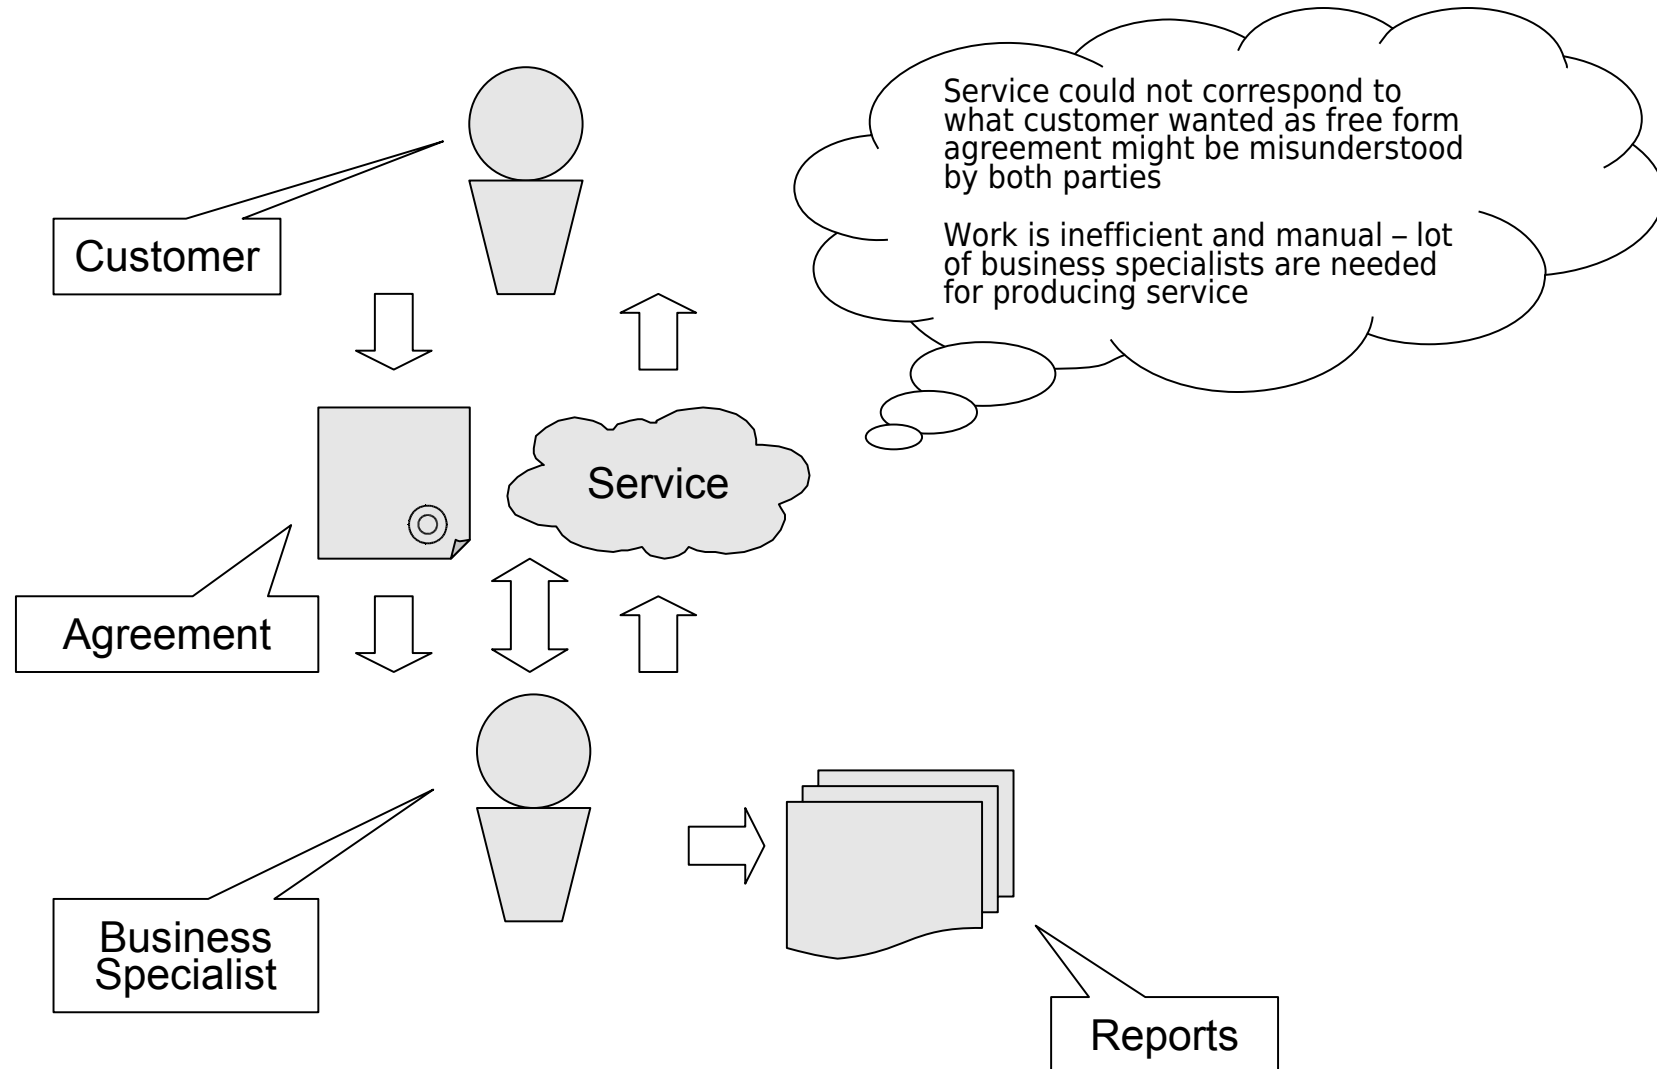 Service could not correspond to
what customer wanted as free form
agreement might be misunderstood
by both parties
Work is inefficient and manual – lot
of business specialists are needed
for producing service
Customer
Service
Agreement
Business
Specialist
Reports